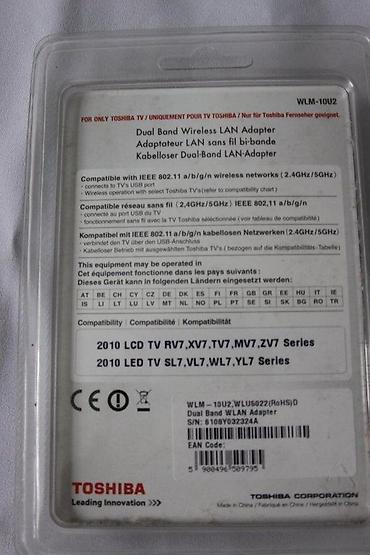 WLM-10U2
FOR ONLY TOSHIBA TV / UNIQUEMENT POUR TV TOSHIBA / Nur für Toshiba Fernseher geeignet.
Dual Band Wireless LAN Adapter
Adaptateur LAN sans fil bi-bande
Kabelloser Dual-Band LAN-Adapter
Compatible with IEEE 802.11 a/b/g/n wireless networks (2.4GHz/5GHz)
- connects to TV's USB port
- Wireless operation with select Toshiba TV's(refer to compatibility chart)
Compatible réseau sans fil (2,4GHz/5GHz) IEEE 802.11 a/b/g/n
- connecté au port USB du TV
- fonctionnement sans fil avec la TV Toshiba sélectionnée (voir tableau de compatibilité)
Kompatibel mit IEEE 802.11 a/b/g/n kabellosen Netzwerken (2.4GHz/5GHz)
- verbindet den TV über den USB-Anschluss
- Kabelloser Betrieb mit ausgewählten Toshiba TV's ( bezogen auf die Kompatibilitäts-Tabelle)
This equipment may be operated in
Cet équipement fonctionne dans les pays suivants :
Dieses Gerät kann in folgenden Ländern eingesetzt werden:
AT BE CH CY CZ DE DK ES FI FR GB GR EE HU IT IE
IS LI LT LU LV MT NL NO PL PT SE SI SK BG RO TR
Compatibility Compatibilité Kompatibilität
2010 LCD TV RV7,XV7,TV7,MV7,ZV7 Series
2010 LED TV SL7,VL7,WL7,YL7 Series
CE
WLM - 10U2,WLU5022(RoHS)D
Dual Band WLAN Adapter
S/N: 6108Y032324A
EAN Code:
5 900496 509795
TOSHIBA
Leading Innovation >>>
TOSHIBA CORPORATION
Made in China / Fabriqué en Chine / Hergestellt in China